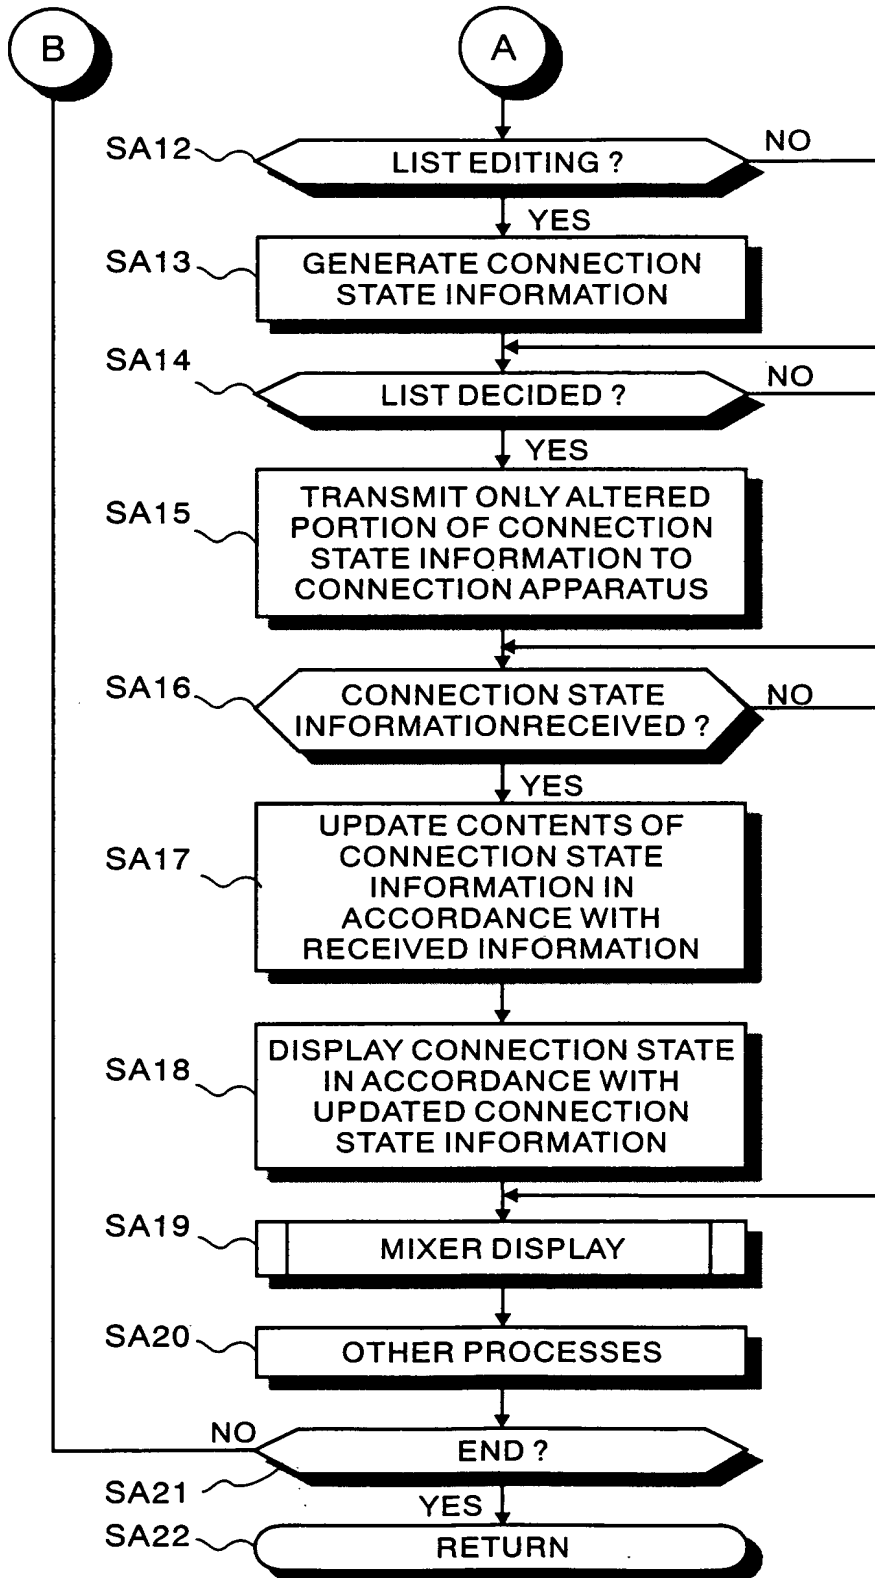 B
A
SA12
LIST EDITING ?
NO
YES
SA13
GENERATE CONNECTION
STATE INFORMATION
SA14
LIST DECIDED ?
NO
YES
SA15
TRANSMIT ONLY ALTERED
PORTION OF CONNECTION
STATE INFORMATION TO
CONNECTION APPARATUS
SA16
CONNECTION STATE
INFORMATIONRECEIVED ?
NO
YES
SA17
UPDATE CONTENTS OF
CONNECTION STATE
INFORMATION IN
ACCORDANCE WITH
RECEIVED INFORMATION
SA18
DISPLAY CONNECTION STATE
IN ACCORDANCE WITH
UPDATED CONNECTION
STATE INFORMATION
SA19
MIXER DISPLAY
SA20
OTHER PROCESSES
NO
END ?
SA21
YES
SA22
RETURN